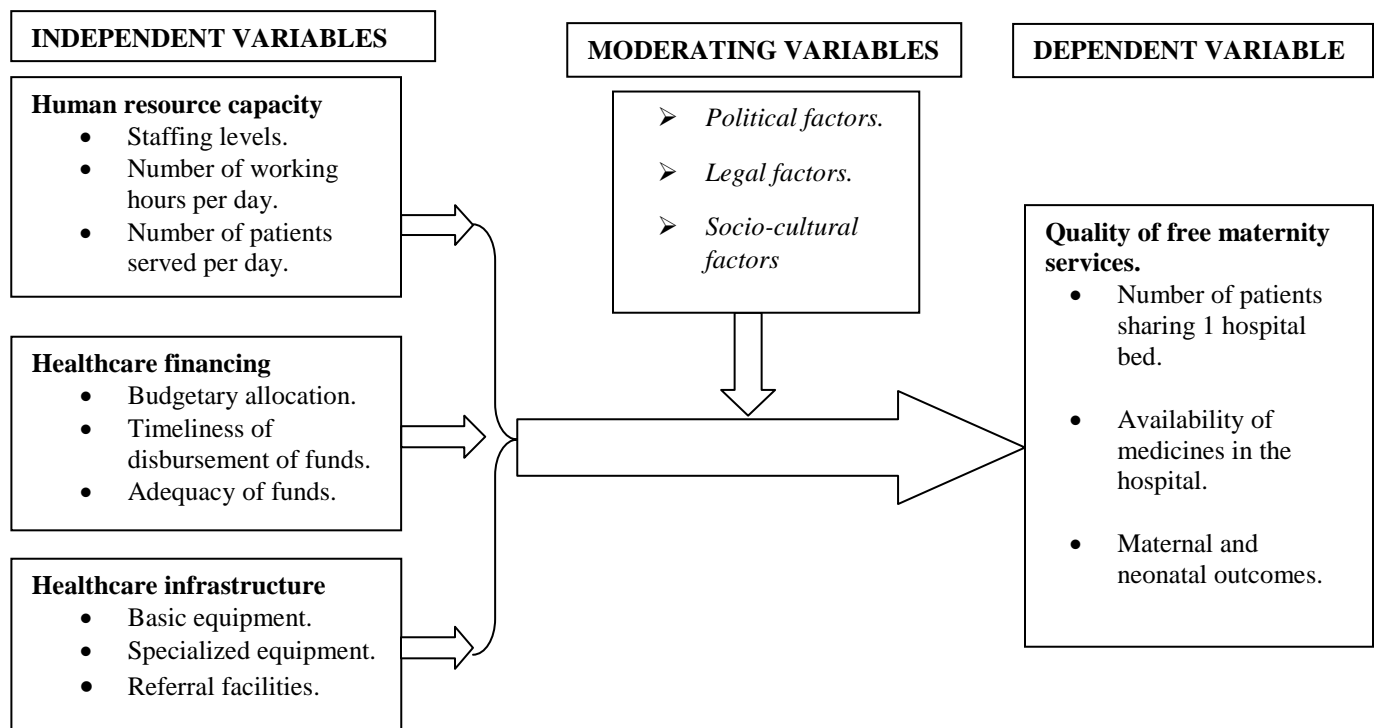 INDEPENDENT VARIABLES
Human resource capacity
• Staffing levels.
• Number of working
hours per day.
• Number of patients
served per day.
Healthcare financing
• Budgetary allocation.
• Timeliness of
disbursement of funds.
• Adequacy of funds.
Healthcare infrastructure
• Basic equipment.
• Specialized equipment.
• Referral facilities.
MODERATING VARIABLES
➢ Political factors.
➢ Legal factors.
➢ Socio-cultural
factors
DEPENDENT VARIABLE
Quality of free maternity
services.
• Number of patients
sharing 1 hospital
bed.
• Availability of
medicines in the
hospital.
• Maternal and
neonatal outcomes.